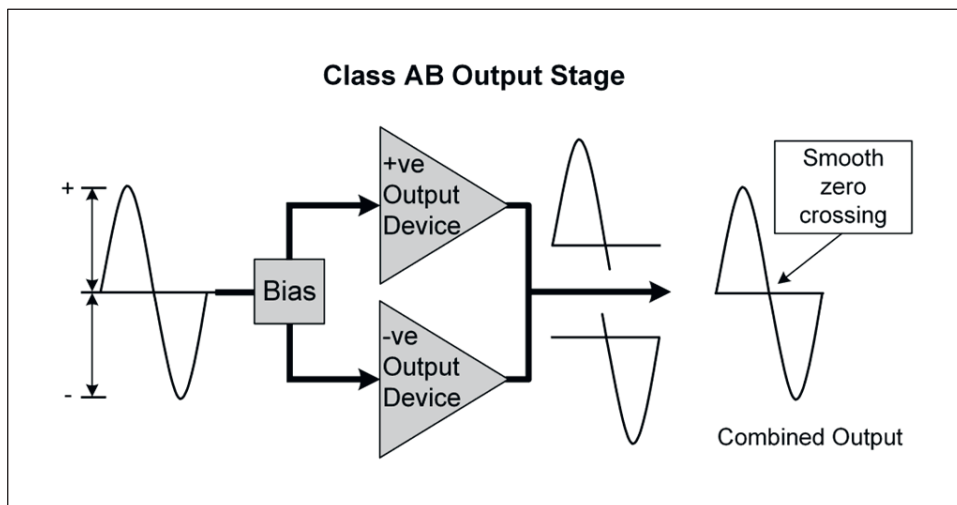 Class AB Output Stage
+
-
Bias
+ve
Output
Device
-ve
Output
Device
Smooth
zero
crossing
Combined Output